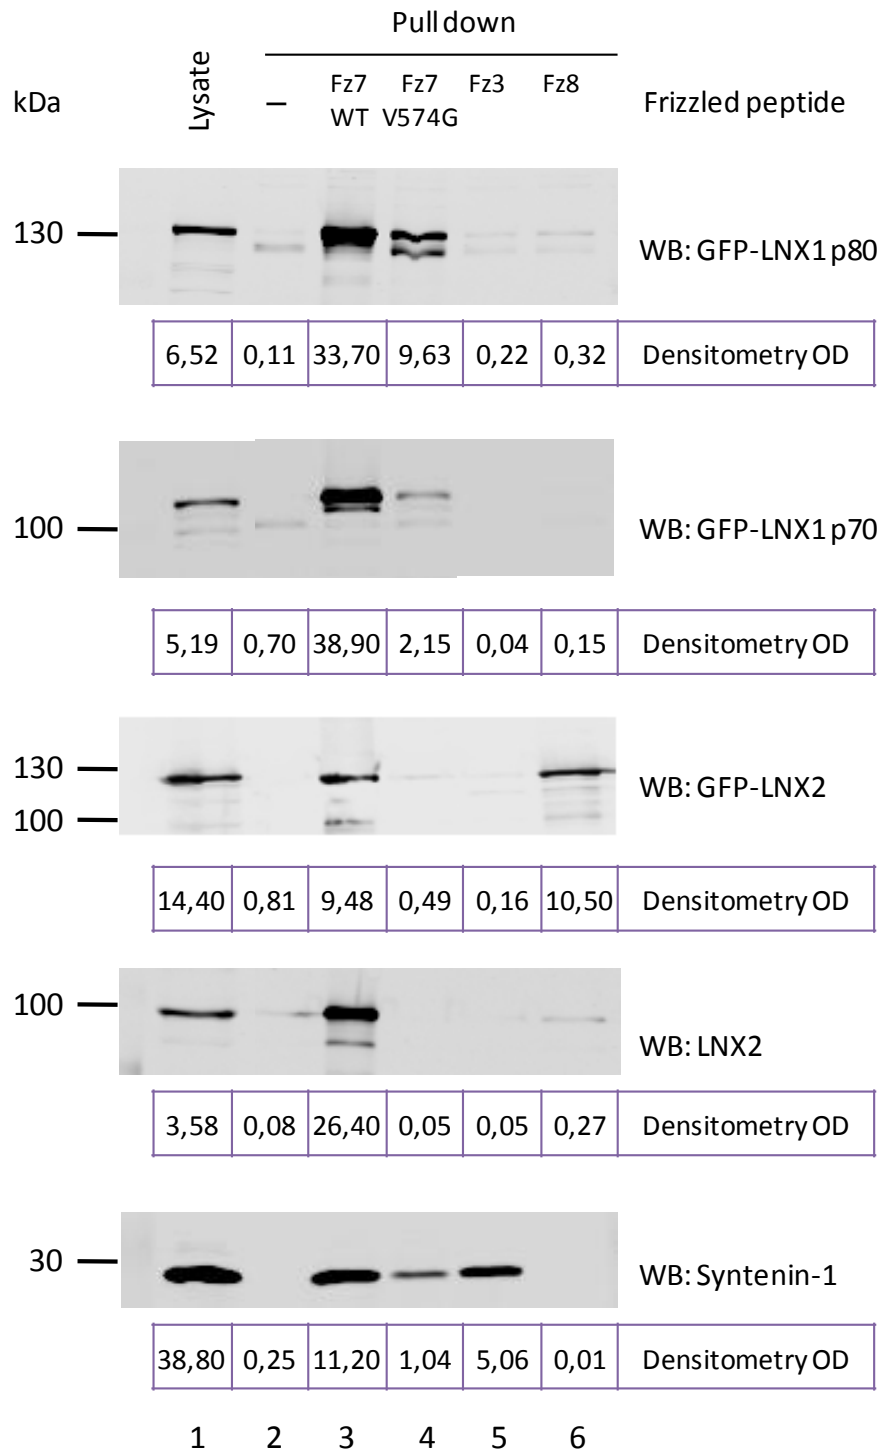 Pull down
kDa Lysate – Fz7 WT Fz7 V574G Fz3 Fz8 Frizzled peptide
130 WB: GFP-LNX1 p80
6,52 0,11 33,70 9,63 0,22 0,32 Densitometry OD
100 WB: GFP-LNX1 p70
5,19 0,70 38,90 2,15 0,04 0,15 Densitometry OD
130
WB: GFP-LNX2
100
14,40 0,81 9,48 0,49 0,16 10,50 Densitometry OD
100
WB: LNX2
3,58 0,08 26,40 0,05 0,05 0,27 Densitometry OD
30 WB: Syntenin-1
38,80 0,25 11,20 1,04 5,06 0,01 Densitometry OD
1 2 3 4 5 6